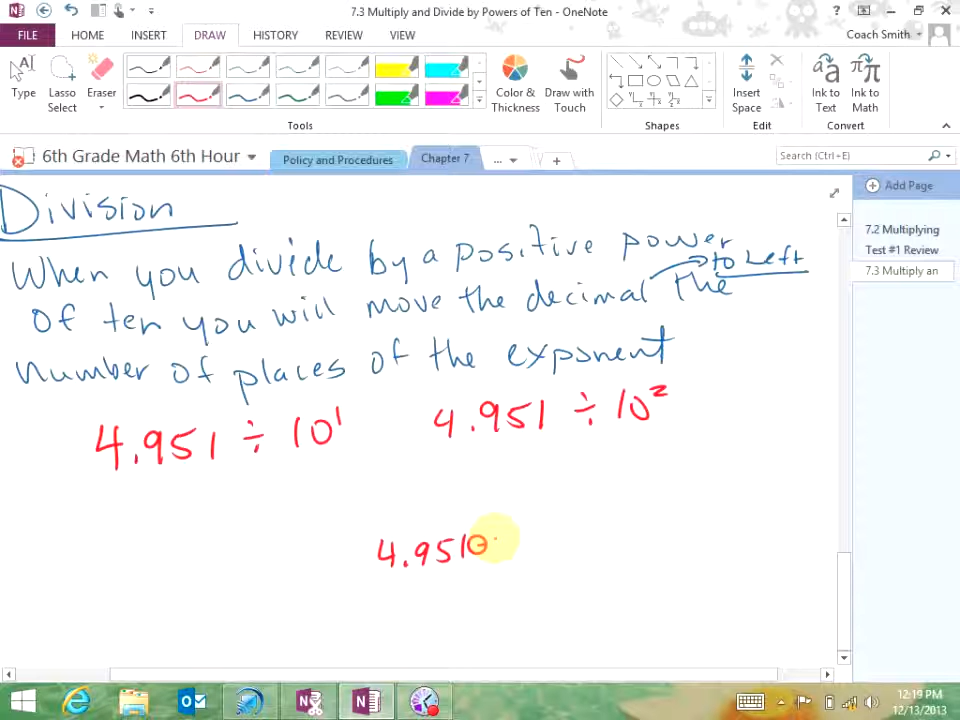 7.3 Multiply and Divide by Powers of Ten - OneNote
?
FILE HOME INSERT DRAW HISTORY REVIEW VIEW
Coach Smith
Type
Lasso Select
Eraser
Color & Thickness
Draw with Touch
Insert Space
Ink to Text
Ink to Math
Tools
Shapes
Edit
Convert
6th Grade Math 6th Hour
Policy and Procedures
Chapter 7
...
Search (Ctrl+E)
Add Page
7.2 Multiplying
Test #1 Review
7.3 Multiply an
Division
When you divide by a positive power
to Left
of ten you will move the decimal the
number of places of the exponent
4.951 ÷ 10¹ 4.951 ÷ 10²
4.951
12:19 PM
12/13/2013